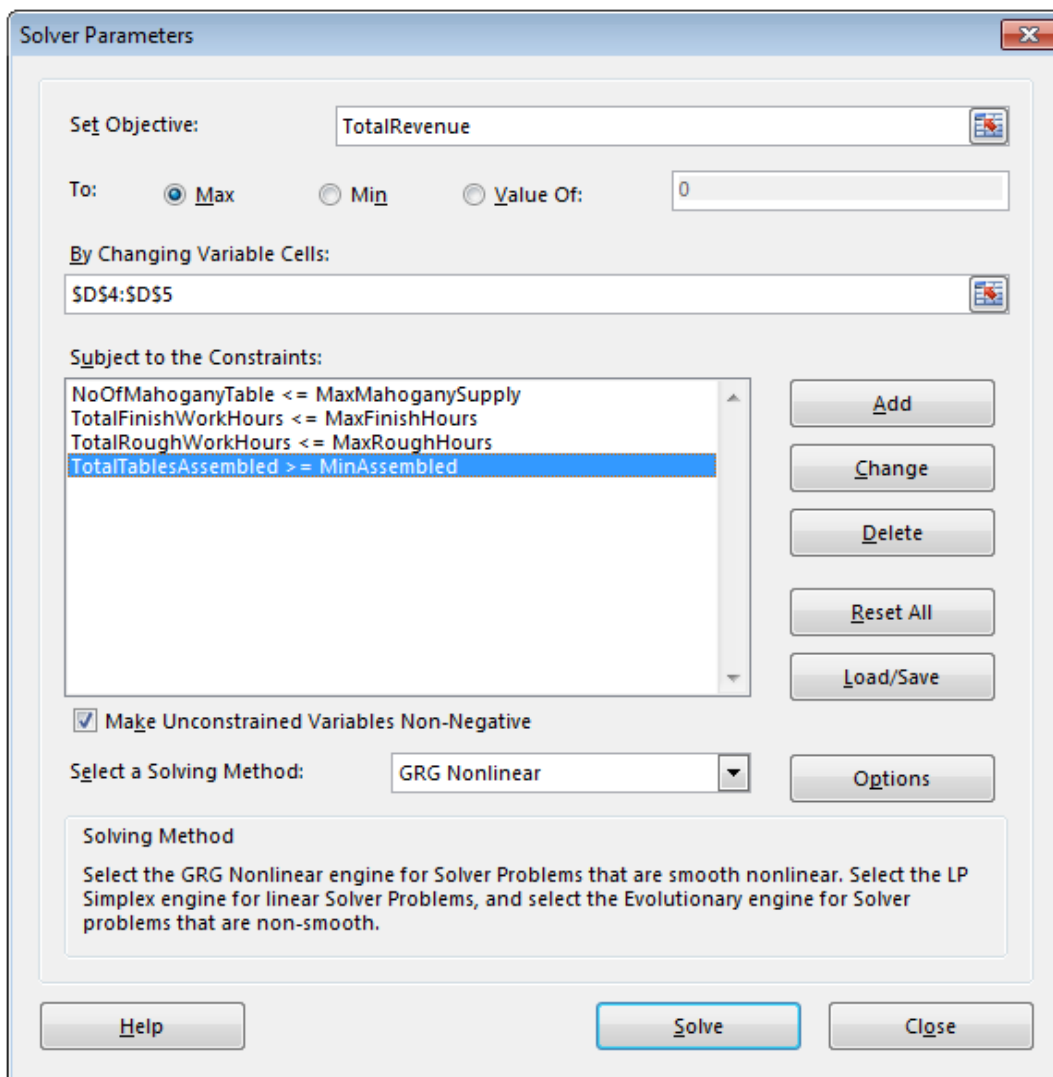 Solver Parameters
Set Objective: TotalRevenue
To: Max Min Value Of: 0
By Changing Variable Cells:
$D$4:$D$5
Subject to the Constraints:
NoOfMahoganyTable <= MaxMahoganySupply
TotalFinishWorkHours <= MaxFinishHours
TotalRoughWorkHours <= MaxRoughHours
TotalTablesAssembled >= MinAssembled
Add
Change
Delete
Reset All
Load/Save
Make Unconstrained Variables Non-Negative
Select a Solving Method: GRG Nonlinear Options
Solving Method
Select the GRG Nonlinear engine for Solver Problems that are smooth nonlinear. Select the LP
Simplex engine for linear Solver Problems, and select the Evolutionary engine for Solver
problems that are non-smooth.
Help Solve Close